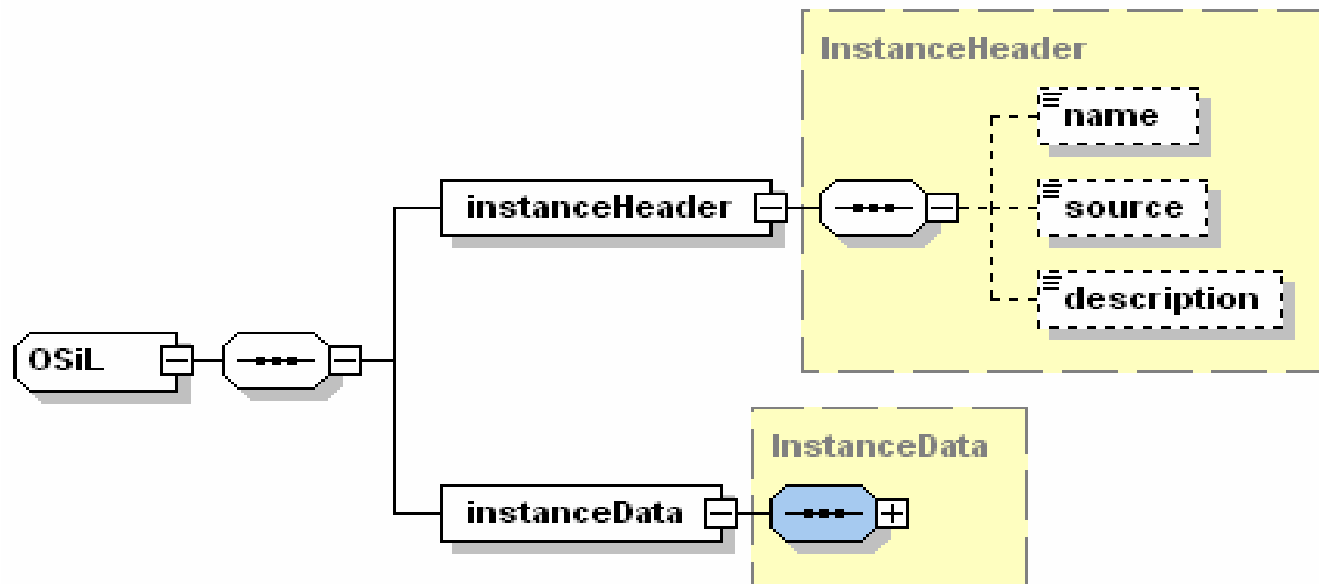 InstanceHeader
name
instanceHeader
source
description
OSiL
InstanceData
instanceData